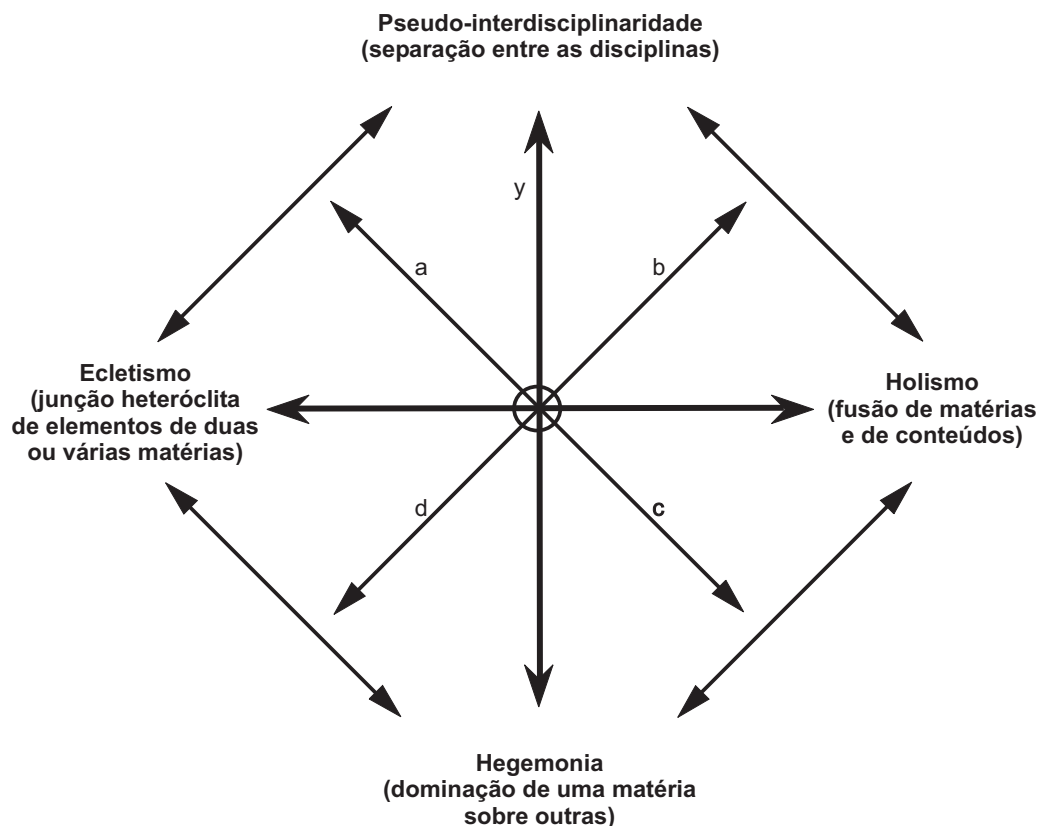 Pseudo-interdisciplinaridade
(separação entre as disciplinas)
y
a
b
Ecletismo
(junção heteróclita
de elementos de duas
ou várias matérias)
Holismo
(fusão de matérias
e de conteúdos)
d
c
Hegemonia
(dominação de uma matéria
sobre outras)